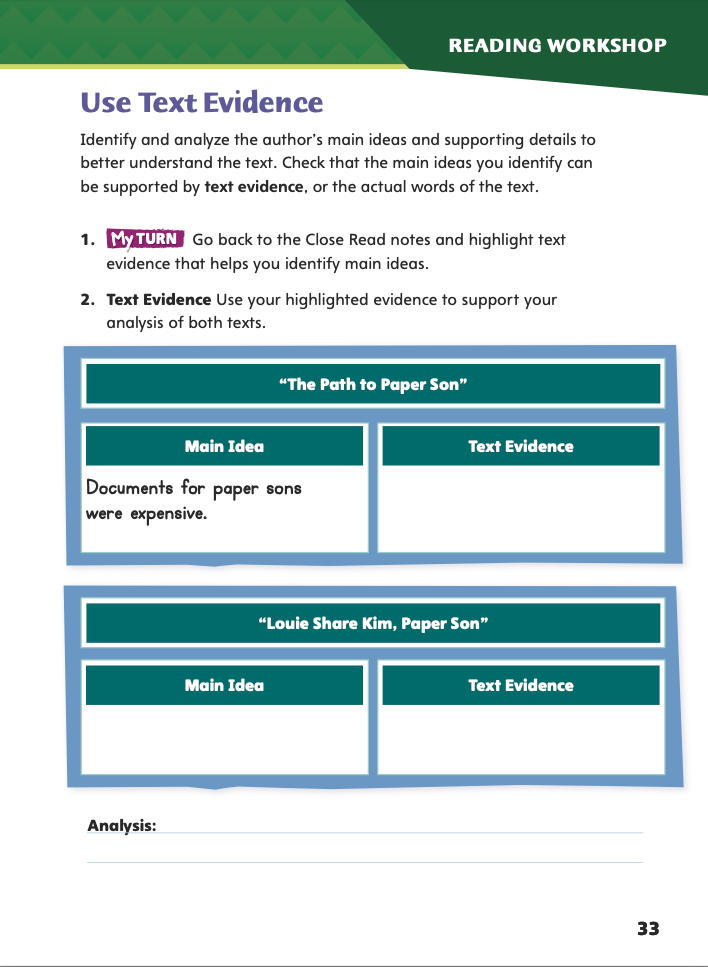 READING WORKSHOP
Use Text Evidence
Identify and analyze the author’s main ideas and supporting details to
better understand the text. Check that the main ideas you identify can
be supported by text evidence, or the actual words of the text.
1. My TURN Go back to the Close Read notes and highlight text
evidence that helps you identify main ideas.
2. Text Evidence Use your highlighted evidence to support your
analysis of both texts.
“The Path to Paper Son”
Main Idea
Text Evidence
Documents for paper sons
were expensive.
“Louie Share Kim, Paper Son”
Main Idea
Text Evidence
Analysis:
33